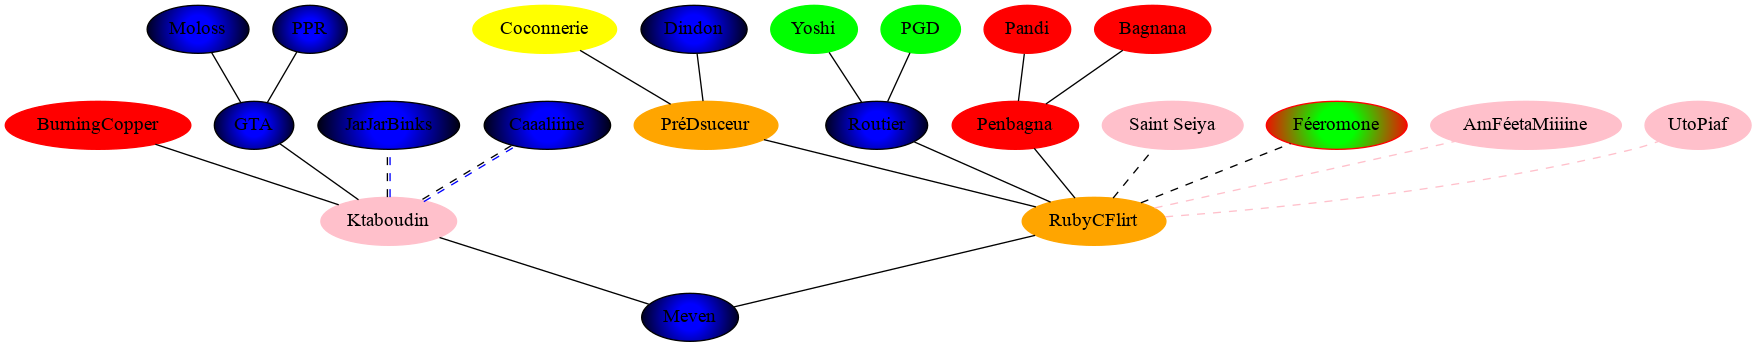 Moloss
PPR
Coconnerie
Dindon
Yoshi
PGD
Pandi
Bagnana
BurningCopper
GTA
JarJarBinks
Caaaliiine
PréDsuceur
Routier
Penbagna
Saint Seiya
Féeromone
AmFéetaMiiiine
UtoPiaf
Ktaboudin
RubyCFlirt
Meven